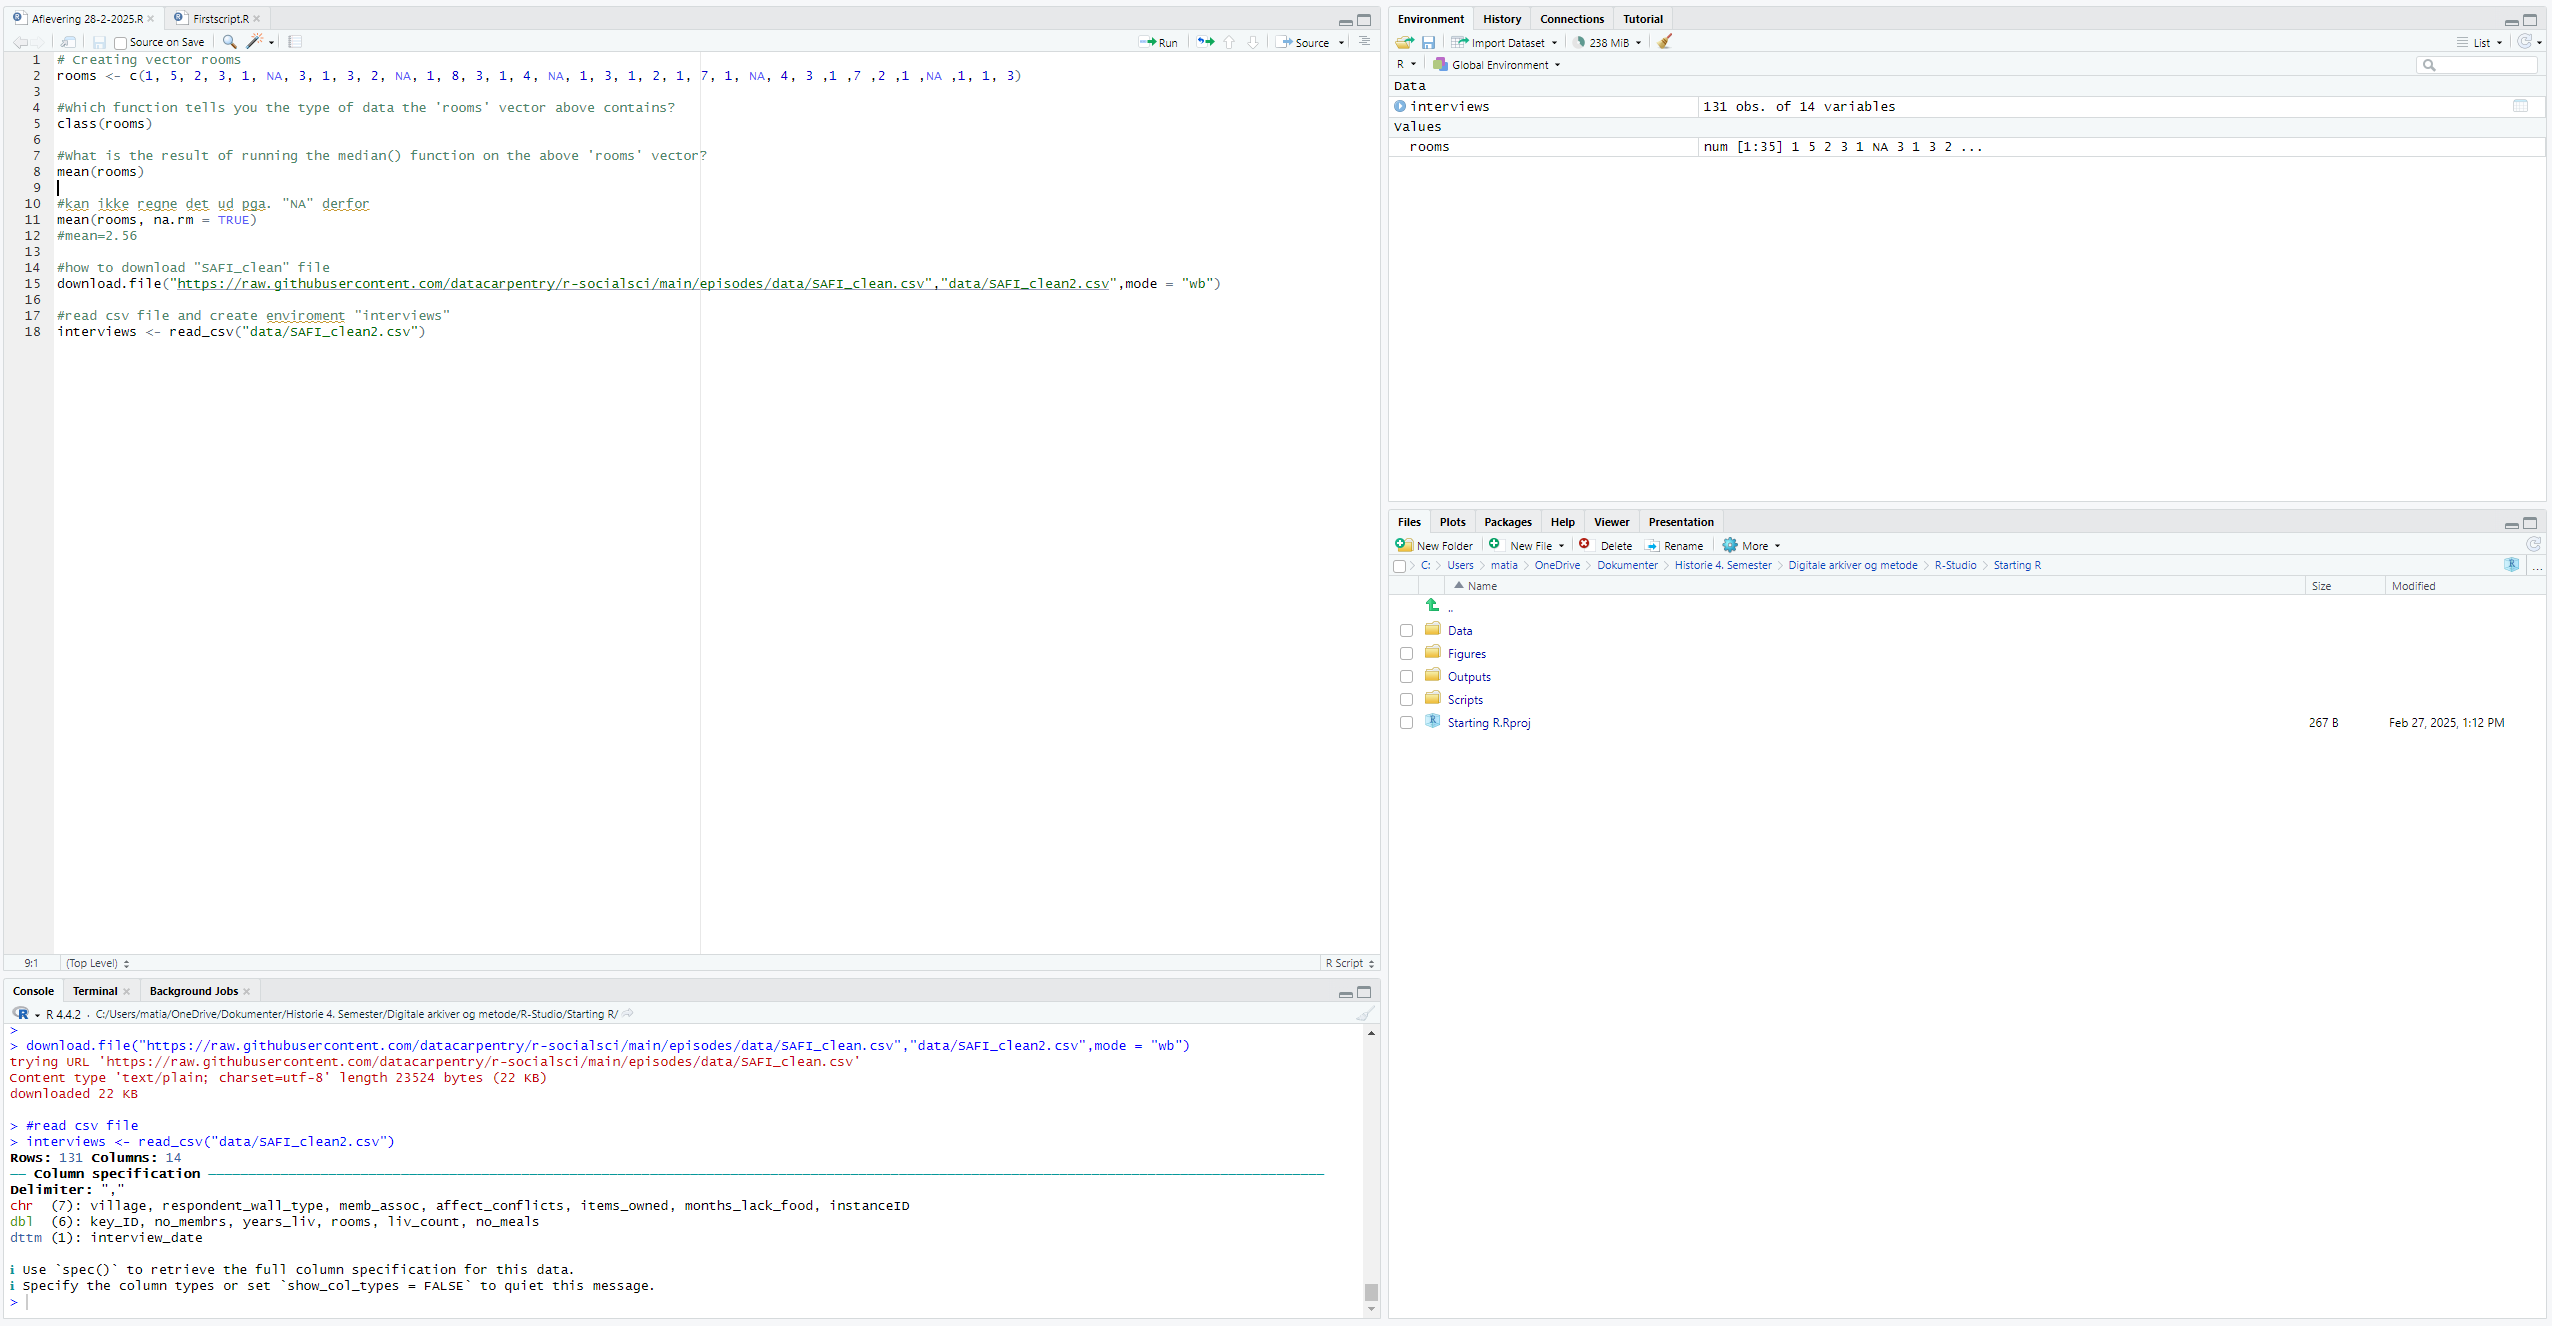 Aflevering 28-2-2025.R
Firstscript.R
Source on Save
Run
Source
1 # Creating vector rooms
2 rooms <- c(1, 5, 2, 3, 1, NA, 3, 1, 3, 2, NA, 1, 8, 3, 1, 4, NA, 1, 3, 1, 2, 1, 7, 1, NA, 4, 3 ,1 ,7 ,2 ,1 ,NA ,1, 1, 3)
3
4 #Which function tells you the type of data the 'rooms' vector above contains?
5 class(rooms)
6
7 #What is the result of running the median() function on the above 'rooms' vector?
8 mean(rooms)
9
10 #kan ikke regne det ud pga. "NA" derfor
11 mean(rooms, na.rm = TRUE)
12 #mean=2.56
13
14 #how to download "SAFI_clean" file
15 download.file("https://raw.githubusercontent.com/datacarpentry/r-socialsci/main/episodes/data/SAFI_clean.csv","data/SAFI_clean2.csv",mode = "wb")
16
17 #read csv file and create enviroment "interviews"
18 interviews <- read_csv("data/SAFI_clean2.csv")
9:1 (Top Level) R Script
Console Terminal Background Jobs
R 4.4.2 · C:/Users/matia/OneDrive/Dokumenter/Historie 4. Semester/Digitale arkiver og metode/R-Studio/Starting R/
>
> download.file("https://raw.githubusercontent.com/datacarpentry/r-socialsci/main/episodes/data/SAFI_clean.csv","data/SAFI_clean2.csv",mode = "wb")
trying URL 'https://raw.githubusercontent.com/datacarpentry/r-socialsci/main/episodes/data/SAFI_clean.csv'
Content type 'text/plain; charset=utf-8' length 23524 bytes (22 KB)
downloaded 22 KB
> #read csv file
> interviews <- read_csv("data/SAFI_clean2.csv")
Rows: 131 Columns: 14
── Column specification ──
Delimiter: ","
chr (7): village, respondent_wall_type, memb_assoc, affect_conflicts, items_owned, months_lack_food, instanceID
dbl (6): key_ID, no_membrs, years_liv, rooms, liv_count, no_meals
dttm (1): interview_date
ℹ Use `spec()` to retrieve the full column specification for this data.
ℹ Specify the column types or set `show_col_types = FALSE` to quiet this message.
>
Environment History Connections Tutorial
Import Dataset 238 MiB List
R Global Environment
Data
interviews 131 obs. of 14 variables
Values
rooms num [1:35] 1 5 2 3 1 NA 3 1 3 2 ...
Files Plots Packages Help Viewer Presentation
New Folder New File Delete Rename More
C: Users matia OneDrive Dokumenter Historie 4. Semester Digitale arkiver og metode R-Studio Starting R ...
Name Size Modified
..
Data
Figures
Outputs
Scripts
Starting R.Rproj 267 B Feb 27, 2025, 1:12 PM